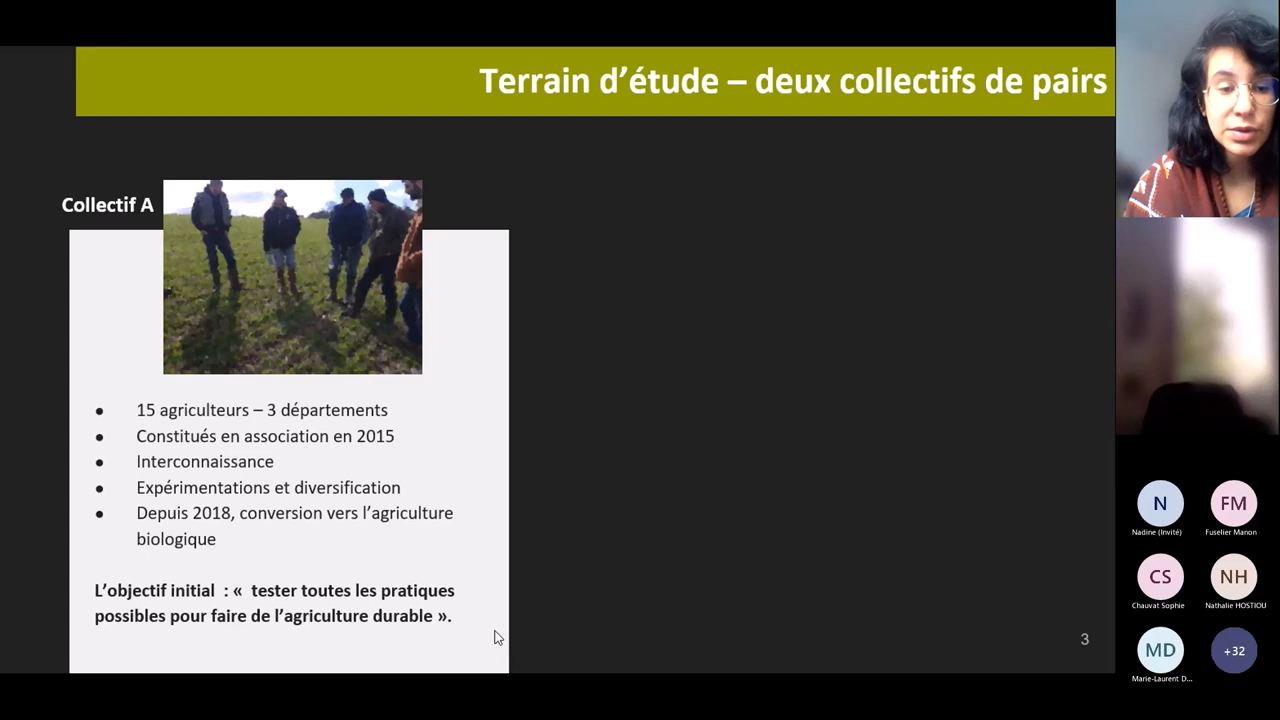 Terrain d’étude – deux collectifs de pairs
Collectif A
● 15 agriculteurs – 3 départements
● Constitués en association en 2015
● Interconnaissance
● Expérimentations et diversification
● Depuis 2018, conversion vers l’agriculture
biologique
L’objectif initial : « tester toutes les pratiques
possibles pour faire de l’agriculture durable ».
3
N
FM
Nadine (Invité)
Fuselier Manon
CS
NH
Chauvat Sophie
Nathalie HOSTIOU
MD
+32
Marie-Laurent D...